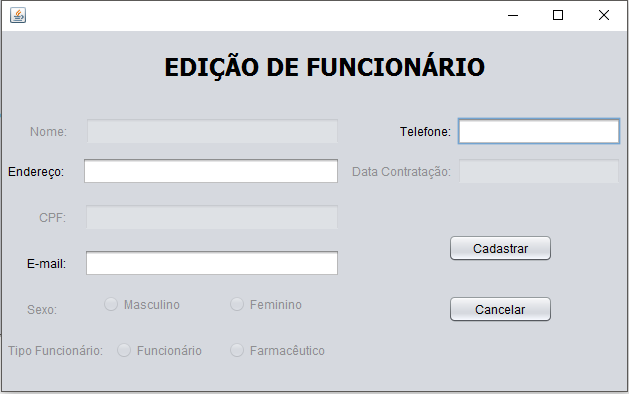 EDIÇÃO DE FUNCIONÁRIO
Nome:
Telefone:
Endereço:
Data Contratação:
CPF:
E-mail:
Cadastrar
Sexo:
Masculino
Feminino
Cancelar
Tipo Funcionário:
Funcionário
Farmacêutico